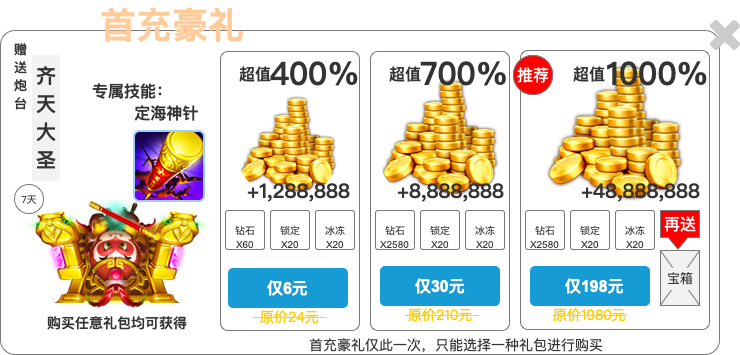 首充豪礼
赠送炮台
齐天大圣
专属技能：
定海神针
7天
购买任意礼包均可获得
超值400%
+1,288,888
钻石 X60
锁定 X20
冰冻 X20
仅6元
原价24元
超值700%
+8,888,888
钻石 X2580
锁定 X20
冰冻 X20
仅30元
原价210元
推荐
超值1000%
+48,888,888
钻石 X2580
锁定 X20
冰冻 X20
再送
宝箱
仅198元
原价1980元
首充豪礼仅此一次，只能选择一种礼包进行购买